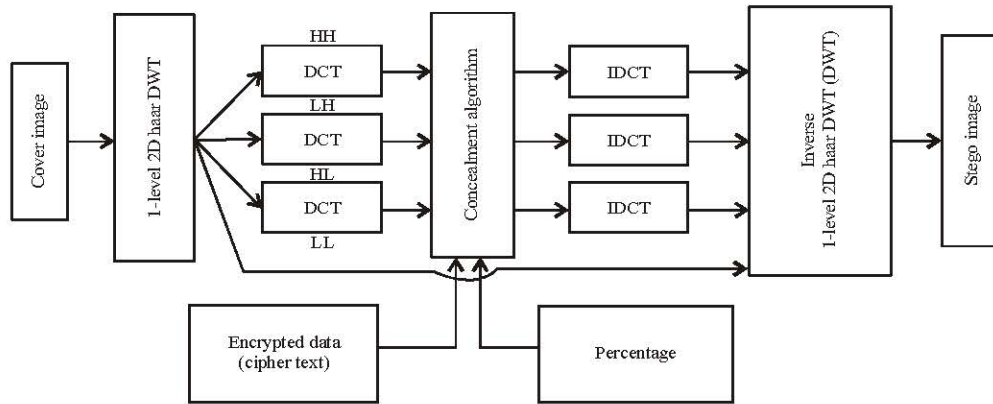 Cover image
1-level 2D haar DWT
HH
DCT
LH
DCT
HL
DCT
LL
Concealment algorithm
IDCT
IDCT
IDCT
Inverse
1-level 2D haar DWT (DWT)
Stego image
Encrypted data
(cipher text)
Percentage